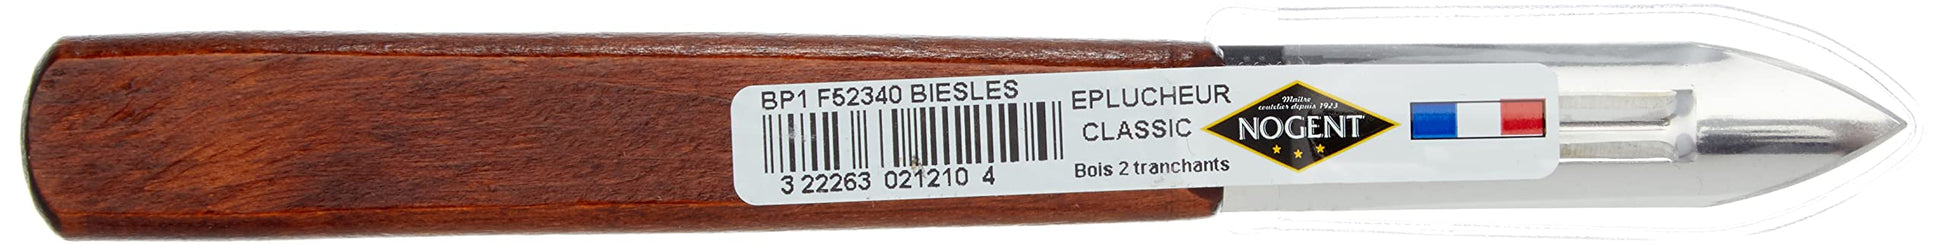 BP1 F52340 BIESLES
3 22263 021210 4
EPLUCHEUR
CLASSIC
Bois 2 tranchants
Maître
coutelier depuis 1923
NOGENT